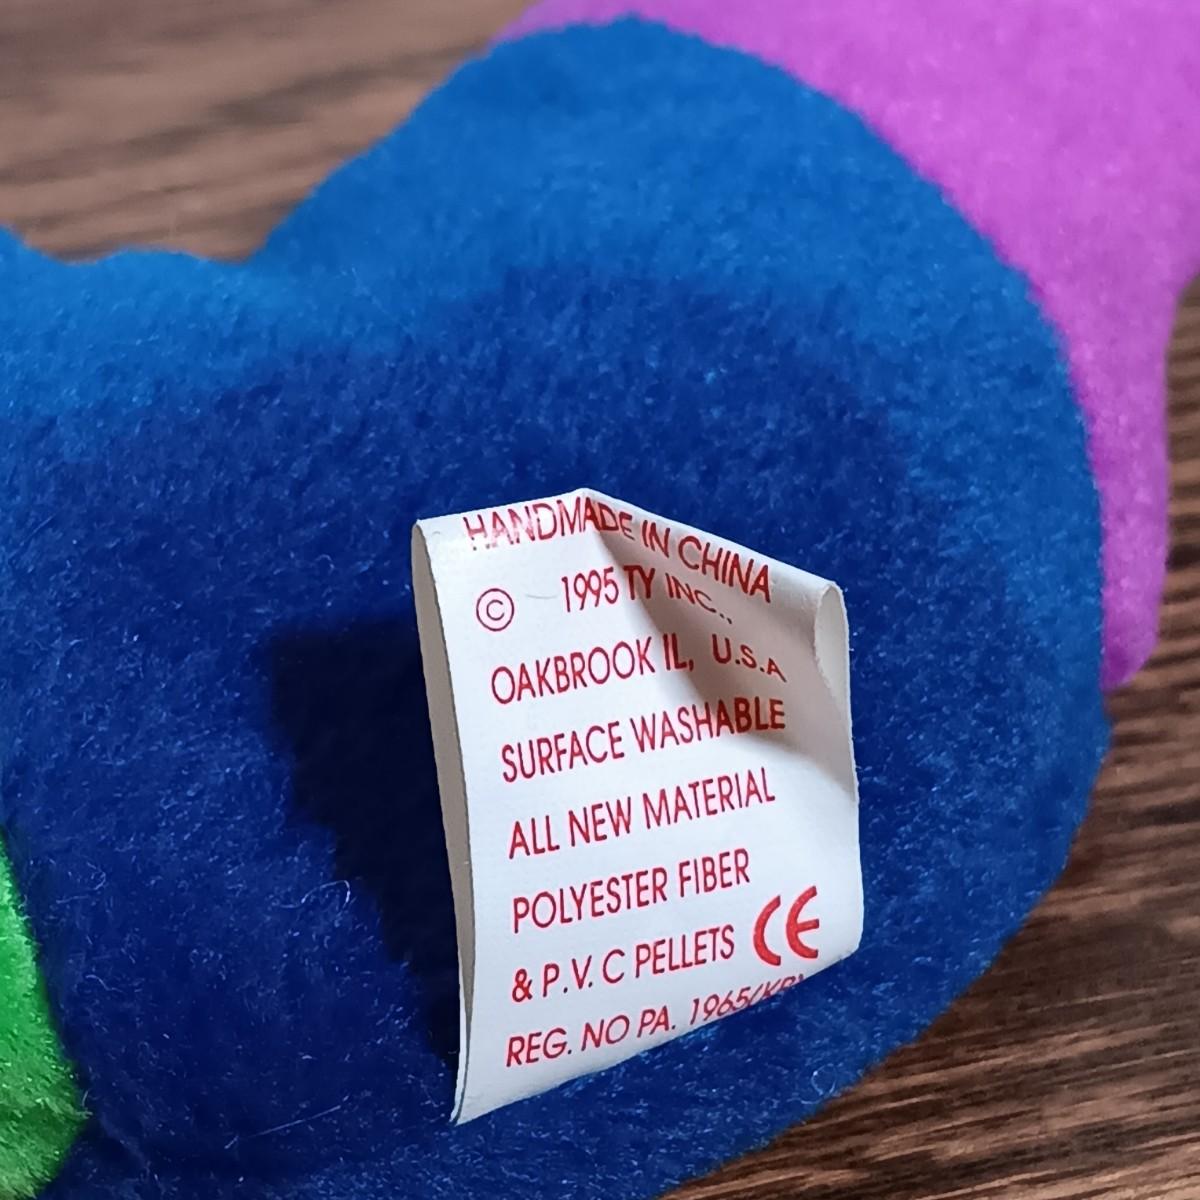 HANDMADE IN CHINA
© 1995 TY INC.,
OAKBROOK IL, U.S.A
SURFACE WASHABLE
ALL NEW MATERIAL
POLYESTER FIBER
& P.V.C PELLETS CE
REG. NO PA. 1965(KR)